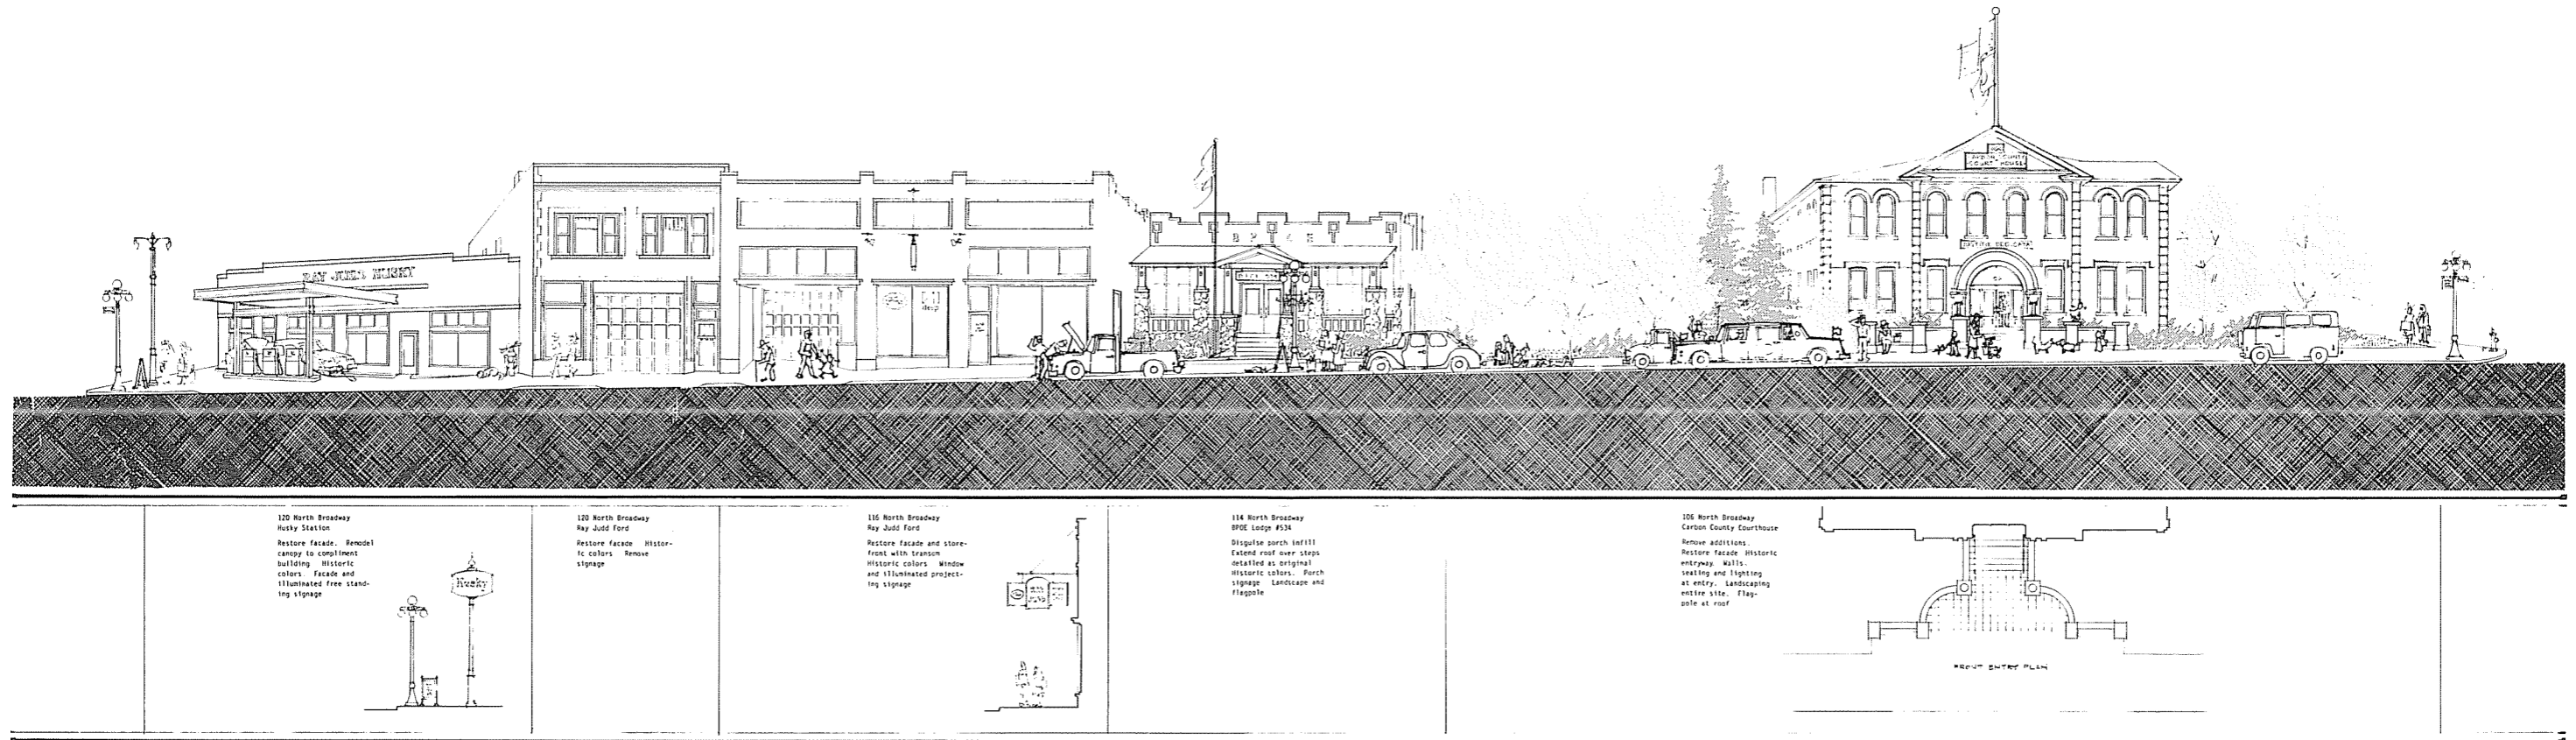 RAY JUDD HUSKY
B P O E
CARBON COUNTY
COURT HOUSE
120 North Broadway
Husky Station
Restore facade. Remodel
canopy to compliment
building Historic
colors. Facade and
illuminated free stand-
ing signage
Husky
120 North Broadway
Ray Judd Ford
Restore facade Histor-
ic colors Remove
signage
116 North Broadway
Ray Judd Ford
Restore facade and store-
front with transom
Historic colors Window
and illuminated project-
ing signage
114 North Broadway
BPOE Lodge #534
Disguise porch infill
Extend roof over steps
detailed as original
Historic colors. Porch
signage Landscape and
flagpole
106 North Broadway
Carbon County Courthouse
Remove additions.
Restore facade Historic
entryway. Walls.
seating and lighting
at entry. Landscaping
entire site. Flag-
pole at roof
FRONT ENTRY PLAN